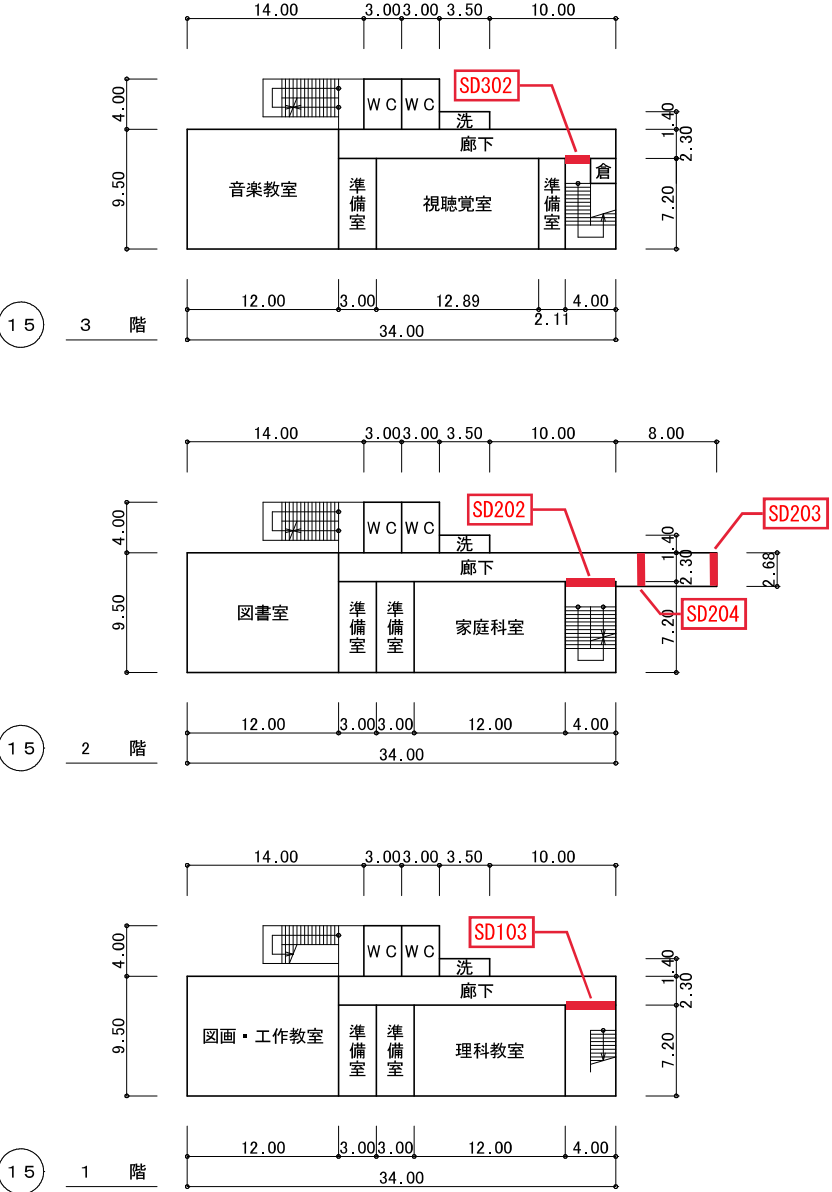 14.00 3.00 3.00 3.50 10.00
SD302
4.00
WC WC
洗
1.40
廊下
2.30
9.50
音楽教室
準備室
視聴覚室
準備室
倉
7.20
12.00 3.00 12.89 2.11 4.00
15 3 階
34.00
14.00 3.00 3.00 3.50 10.00 8.00
SD202
SD203
4.00
WC WC
洗
1.40
廊下
2.30
2.68
9.50
図書室
準備室
準備室
家庭科室
SD204
7.20
12.00 3.00 3.00 12.00 4.00
15 2 階
34.00
14.00 3.00 3.00 3.50 10.00
SD103
4.00
WC WC
洗
1.40
廊下
2.30
9.50
図画・工作教室
準備室
準備室
理科教室
7.20
12.00 3.00 3.00 12.00 4.00
15 1 階
34.00